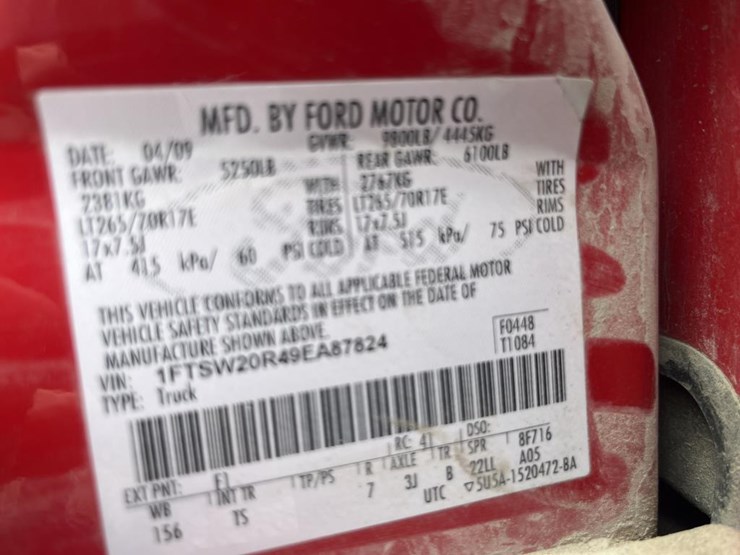 MFD. BY FORD MOTOR CO.
DATE: 04/09 GVWR: 9800LB/4445KG
FRONT GAWR: 5250LB REAR GAWR: 6100LB
2381KG WITH 2767KG WITH
LT265/70R17E TIRES LT265/70R17E TIRES
17x7.5J RIMS 17x7.5J RIMS
AT 415 kPa/ 60 PSI COLD AT 515 kPa/ 75 PSI COLD
THIS VEHICLE CONFORMS TO ALL APPLICABLE FEDERAL MOTOR
VEHICLE SAFETY STANDARDS IN EFFECT ON THE DATE OF
MANUFACTURE SHOWN ABOVE.
VIN: 1FTSW20R49EA87824 F0448
TYPE: Truck T1084
EXT PNT: F1 RC: 41 DSO: 8F716
WB INT TR TP/PS R AXLE TR SPR A05
156 TS 7 3J B 22LL
UTC ▽5U5A-1520472-BA